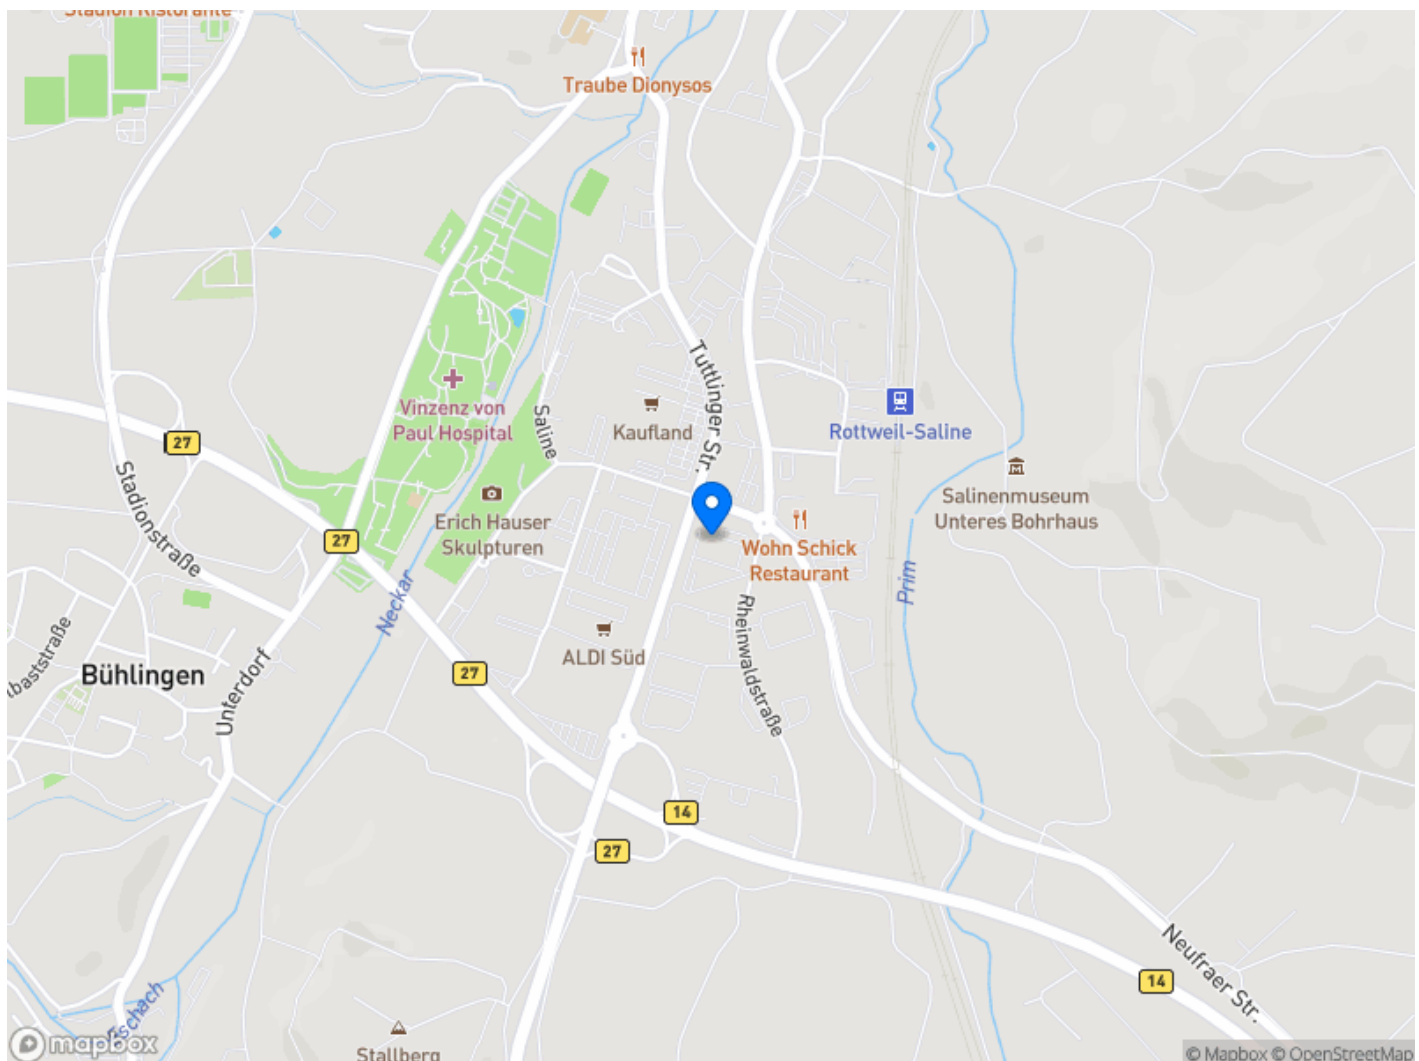 Stadion Ristorante
Traube Dionysos
Tuttlinger Str.
Vinzenz von
Paul Hospital
Saline
Kaufland
Rottweil-Saline
27
Stadionstraße
Erich Hauser
Skulpturen
Salinenmuseum
Unteres Bohrhaus
27
Wohn Schick
Restaurant
Neckar
Prim
Rheinwaldstraße
ALDI Süd
Bühlingen
27
Unterdorf
14
27
Neufraer Str.
14
Stallberg
mapbox
© Mapbox © OpenStreetMap